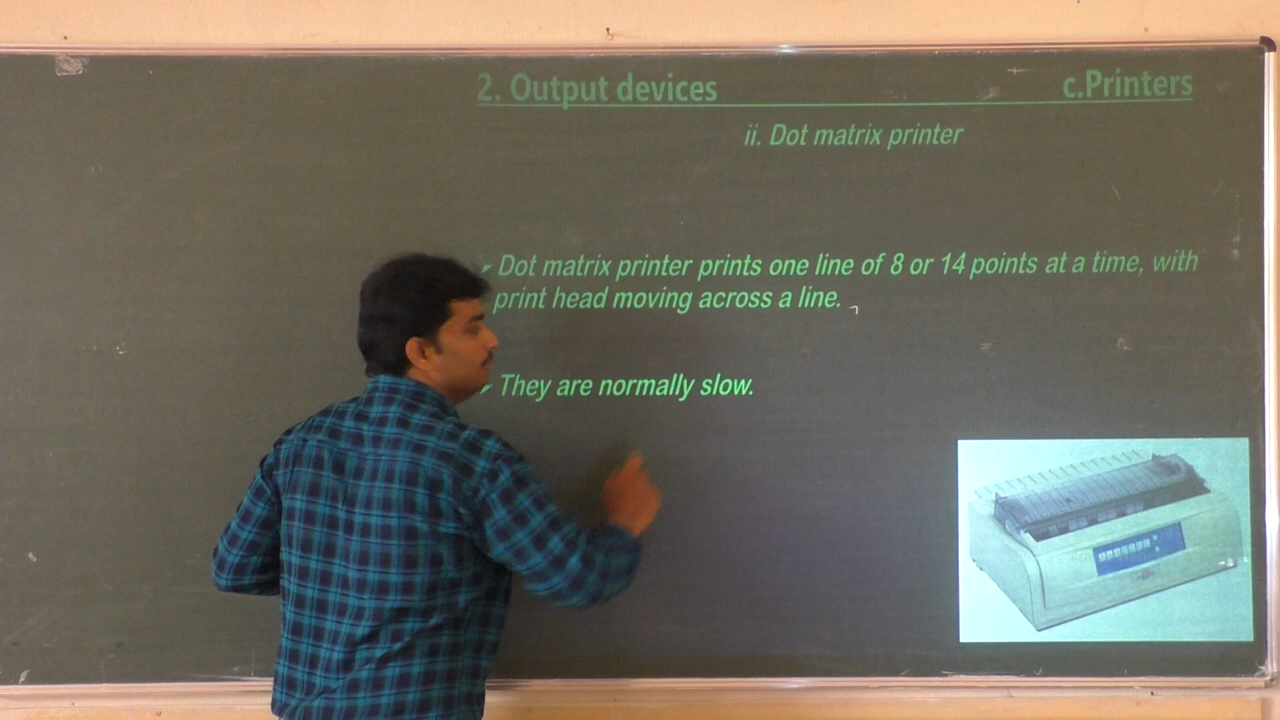 2. Output devices c.Printers
ii. Dot matrix printer
Dot matrix printer prints one line of 8 or 14 points at a time, with
print head moving across a line.
They are normally slow.